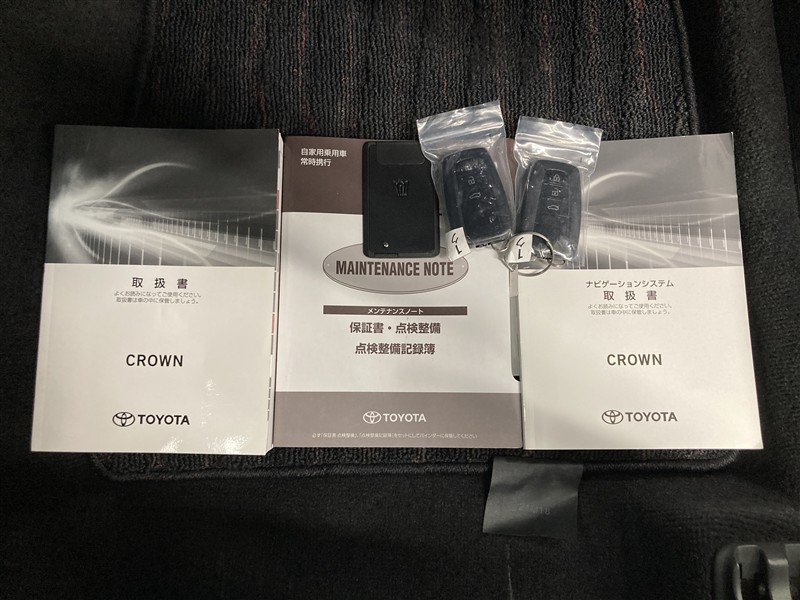 取扱書
よくお読みになってご使用ください。
取扱書は車の中に保管しましょう。
CROWN
TOYOTA
自家用乗用車
常時携行
MAINTENANCE NOTE
メンテナンスノート
保証書・点検整備
点検整備記録簿
TOYOTA
ナビゲーションシステム
取扱書
よくお読みになってご使用ください。
取扱書は車の中に保管しましょう。
CROWN
TOYOTA